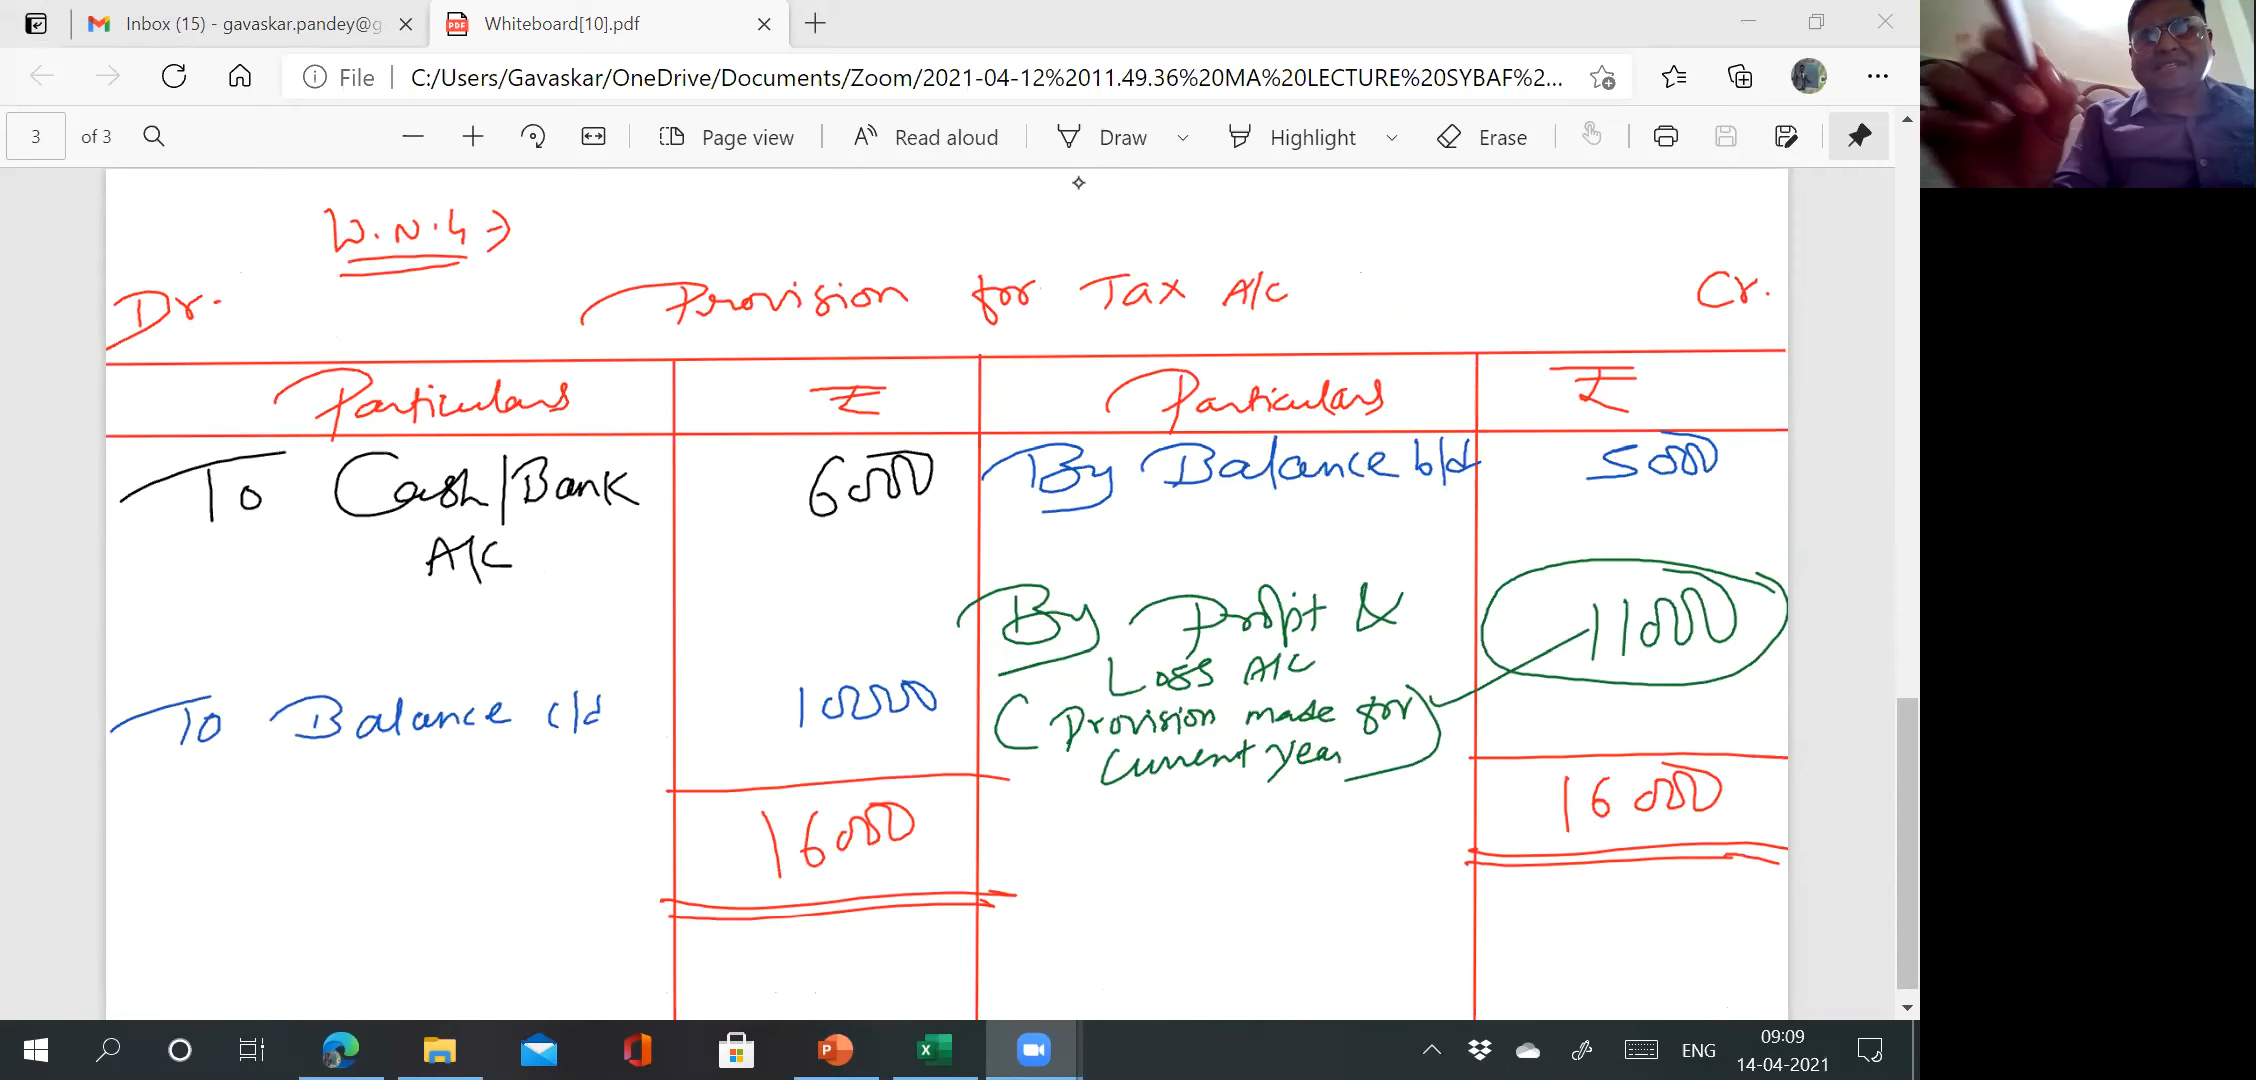 Inbox (15) - gavaskar.pandey@g
Whiteboard[10].pdf
File
C:/Users/Gavaskar/OneDrive/Documents/Zoom/2021-04-12%2011.49.36%20MA%20LECTURE%20SYBAF%2...
3 of 3
Page view
Read aloud
Draw
Highlight
Erase
W.N.4 ⇒
Dr. Provision for Tax A/C Cr.
Particulars ₹ Particulars ₹
To Cash/Bank 6000 By Balance b/d 5000
A/C
By Profit & 11000
Loss A/C
To Balance c/d 10000 ( Provision made for
Current year )
16000 16000
ENG
09:09
14-04-2021